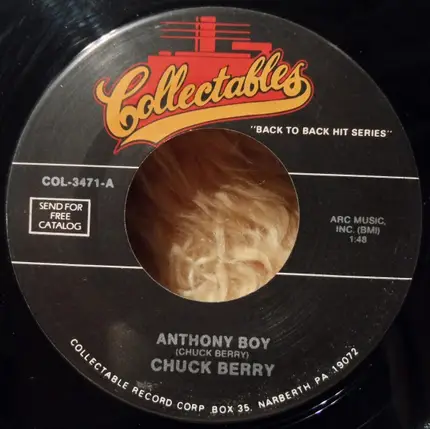 Collectables
"BACK TO BACK HIT SERIES"
COL-3471-A
SEND FOR
FREE
CATALOG
ARC MUSIC,
INC. (BMI)
1:48
ANTHONY BOY
(CHUCK BERRY)
CHUCK BERRY
COLLECTABLE RECORD CORP. BOX 35, NARBERTH PA 19072